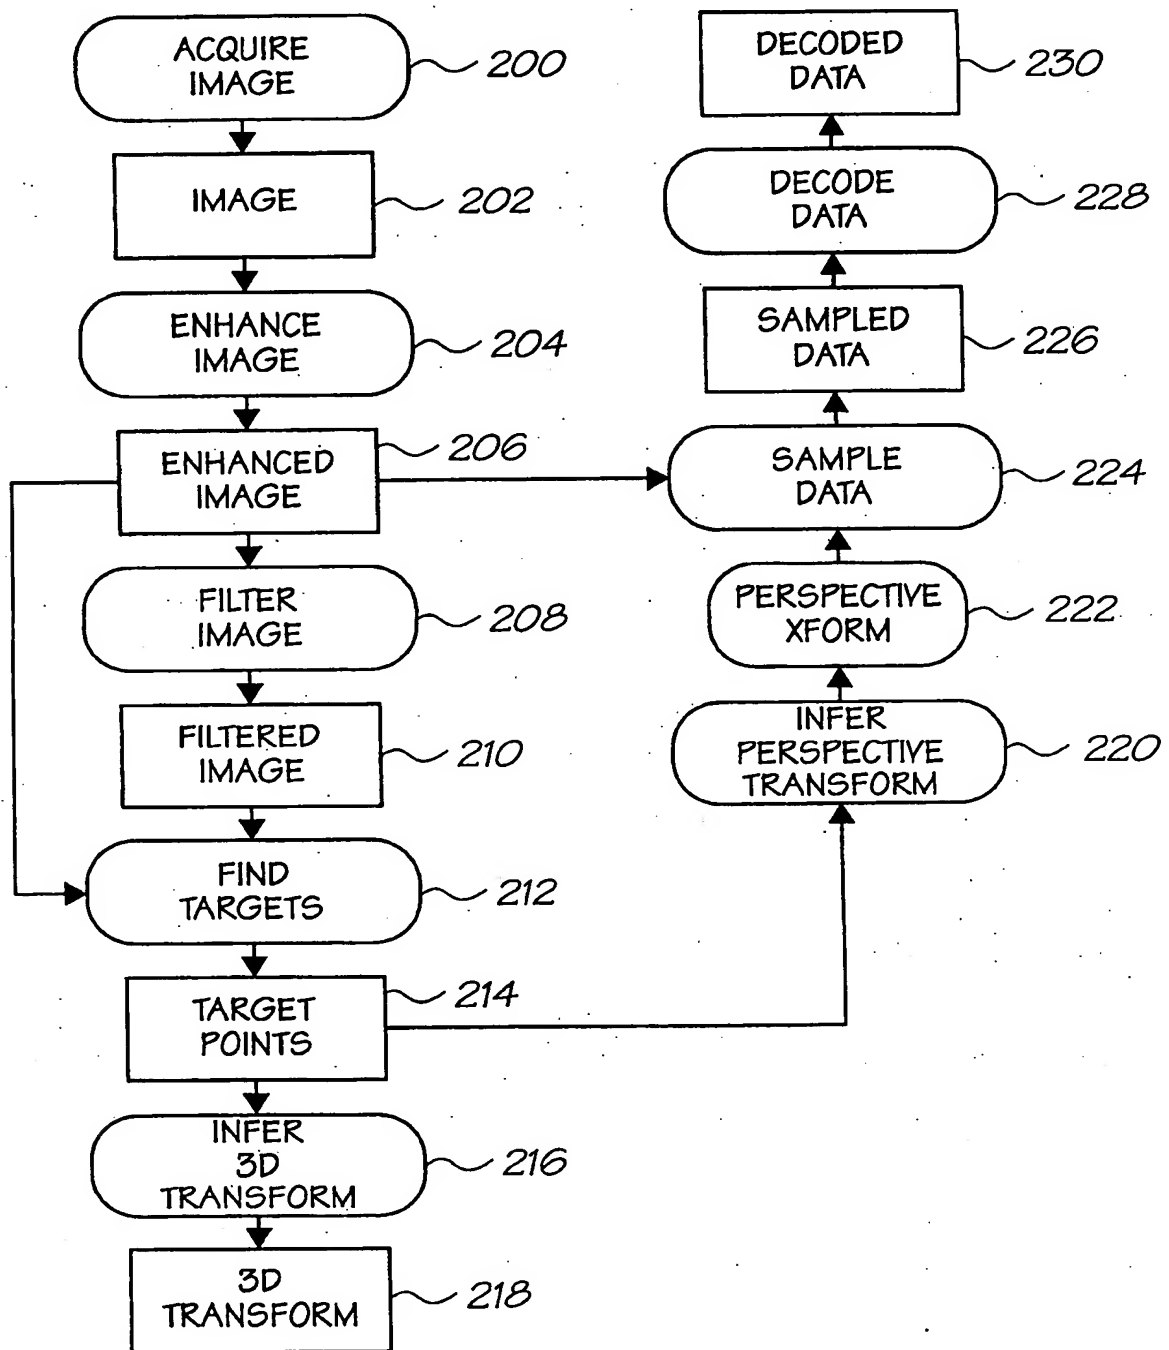 ACQUIRE
IMAGE
200
IMAGE
202
ENHANCE
IMAGE
204
ENHANCED
IMAGE
206
FILTER
IMAGE
208
FILTERED
IMAGE
210
FIND
TARGETS
212
TARGET
POINTS
214
INFER
3D
TRANSFORM
216
3D
TRANSFORM
218
DECODED
DATA
230
DECODE
DATA
228
SAMPLED
DATA
226
SAMPLE
DATA
224
PERSPECTIVE
XFORM
222
INFER
PERSPECTIVE
TRANSFORM
220